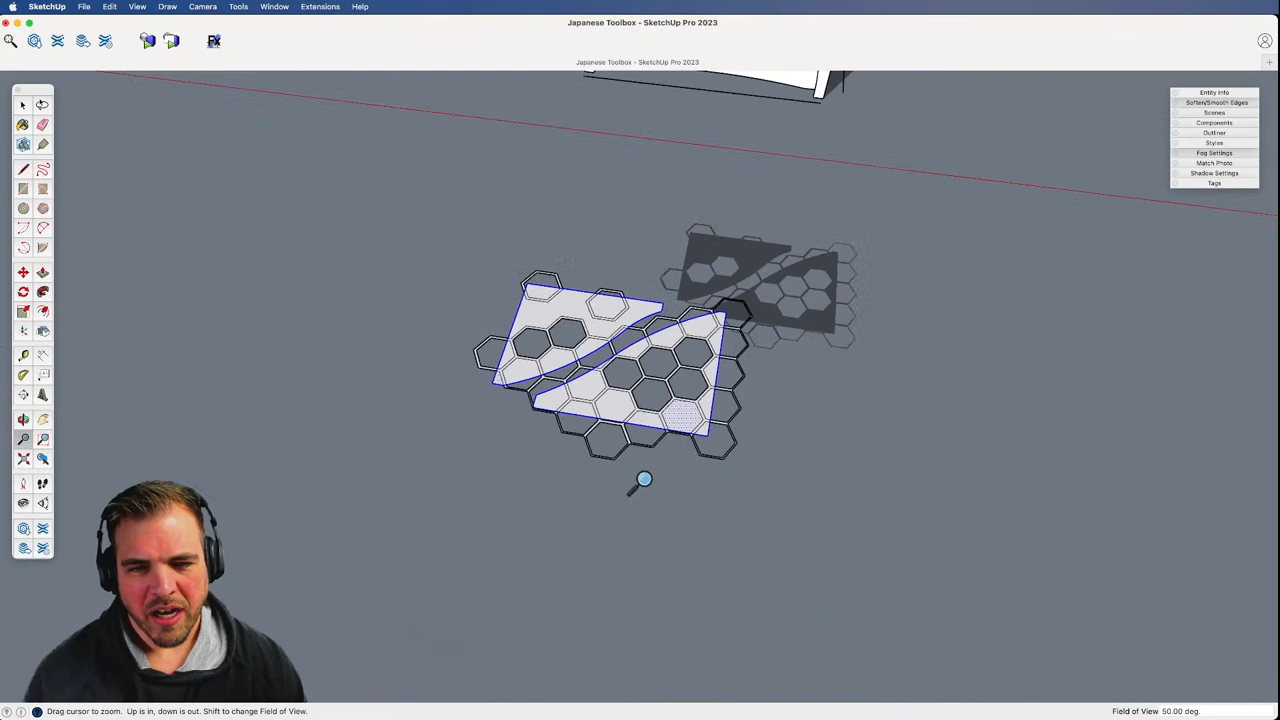 SketchUp File Edit View Draw Camera Tools Window Extensions Help
Japanese Toolbox - SketchUp Pro 2023
Japanese Toolbox - SketchUp Pro 2023
Entity Info
Soften/Smooth Edges
Scenes
Components
Outliner
Styles
Fog Settings
Match Photo
Shadow Settings
Tags
Drag cursor to zoom. Up is in, down is out. Shift to change Field of View.
Field of View 50.00 deg.